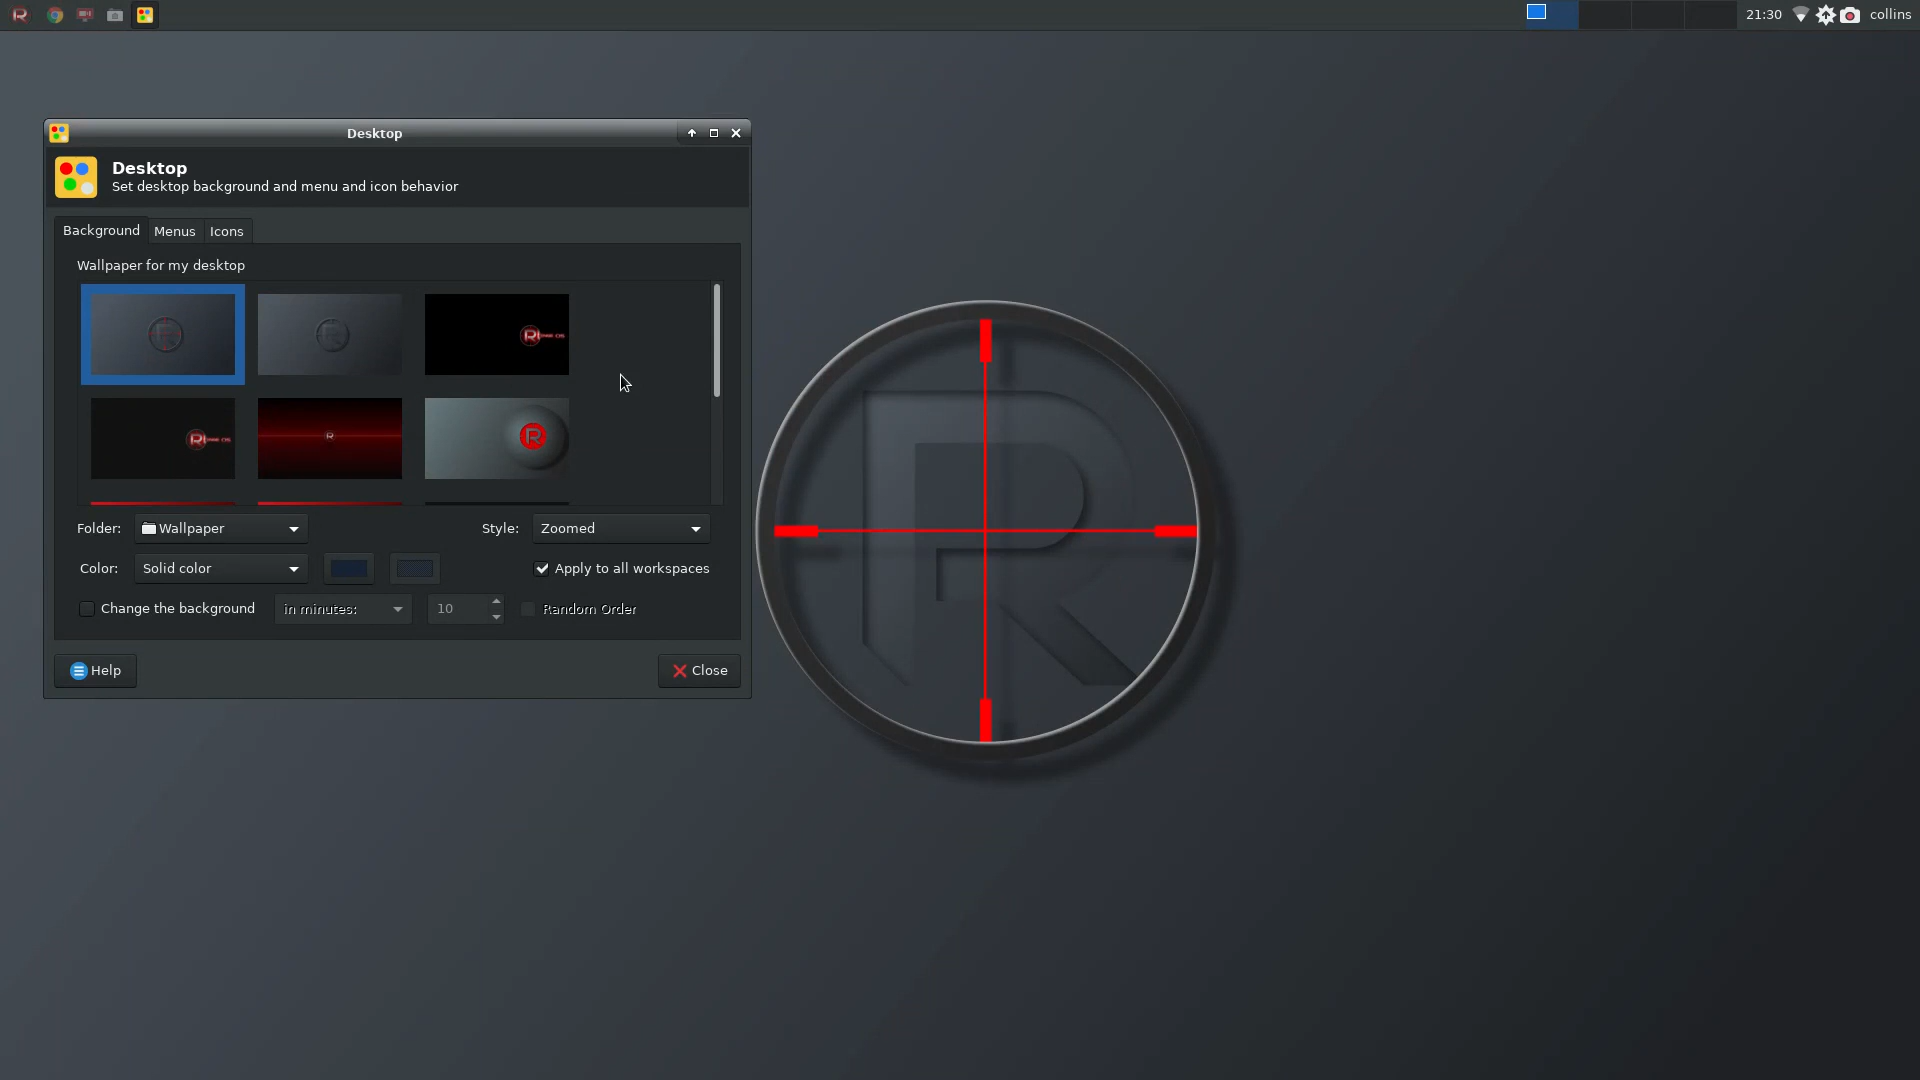 21:30 collins
Desktop
Desktop
Set desktop background and menu and icon behavior
Background Menus Icons
Wallpaper for my desktop
Folder: Wallpaper Style: Zoomed
Color: Solid color Apply to all workspaces
Change the background in minutes: 10 Random Order
Help Close